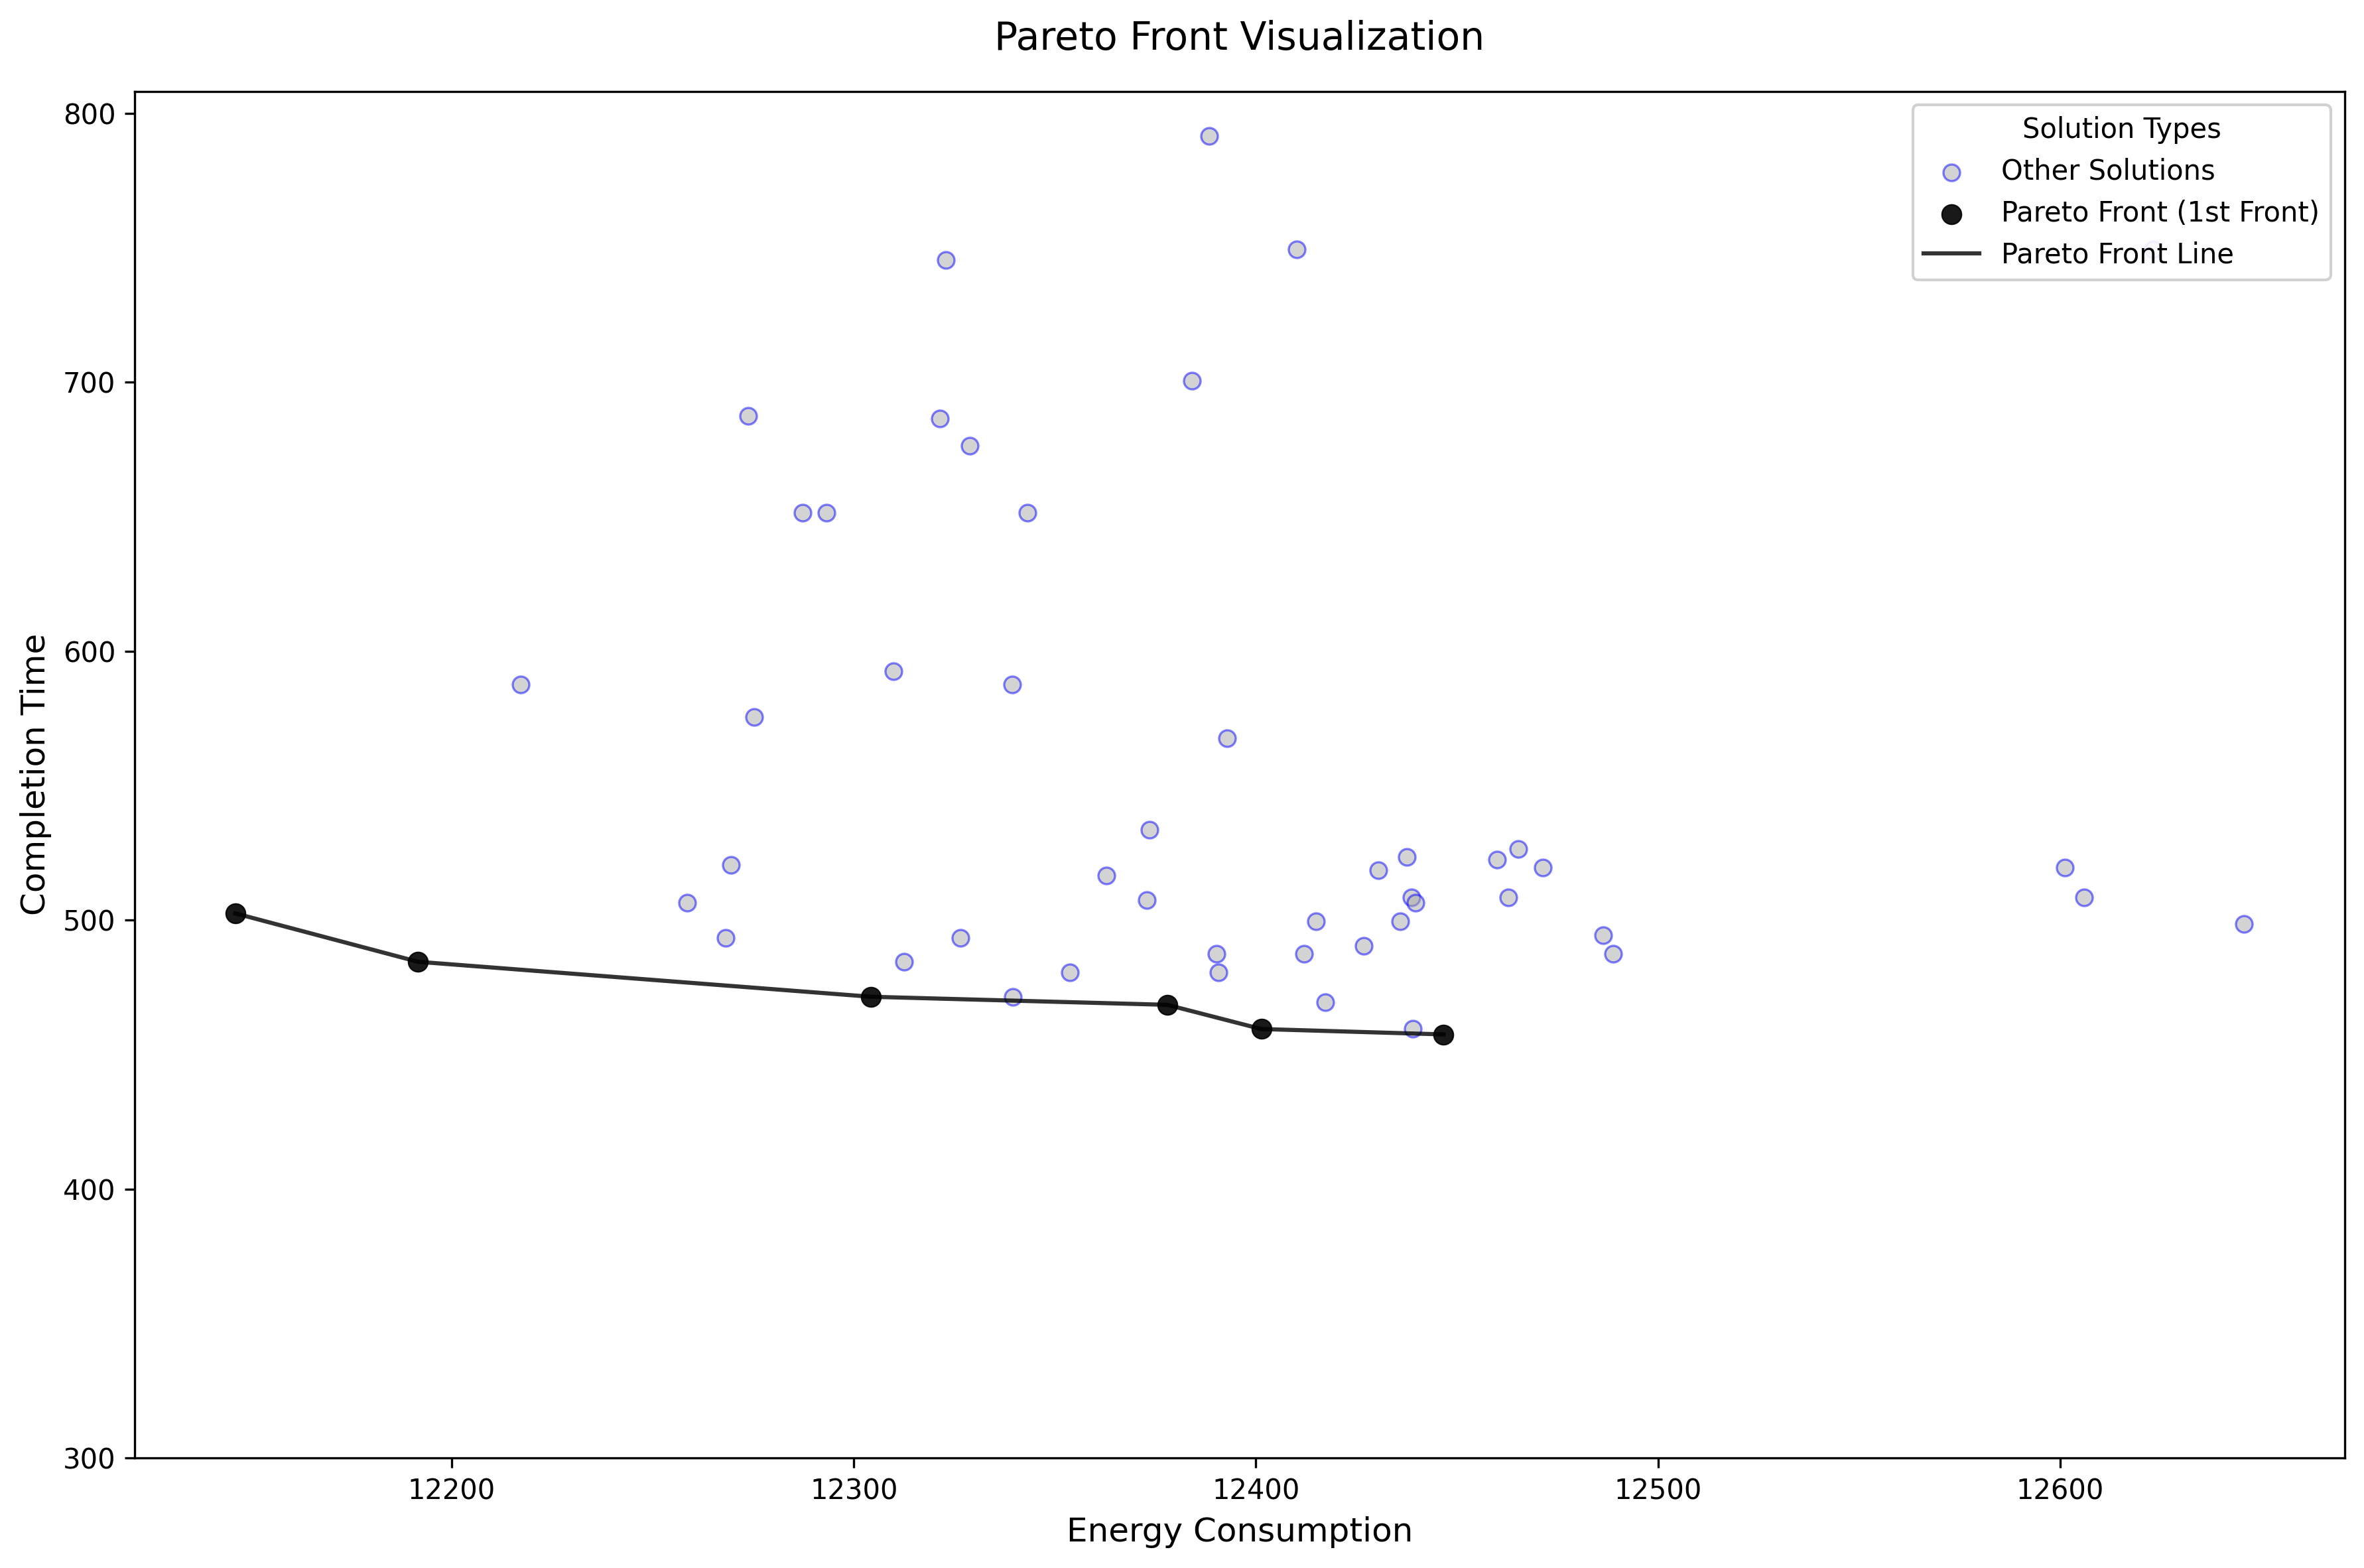 Pareto Front Visualization
Solution Types
Other Solutions
Pareto Front (1st Front)
Pareto Front Line
800
700
600
500
400
300
Completion Time
12200 12300 12400 12500 12600
Energy Consumption